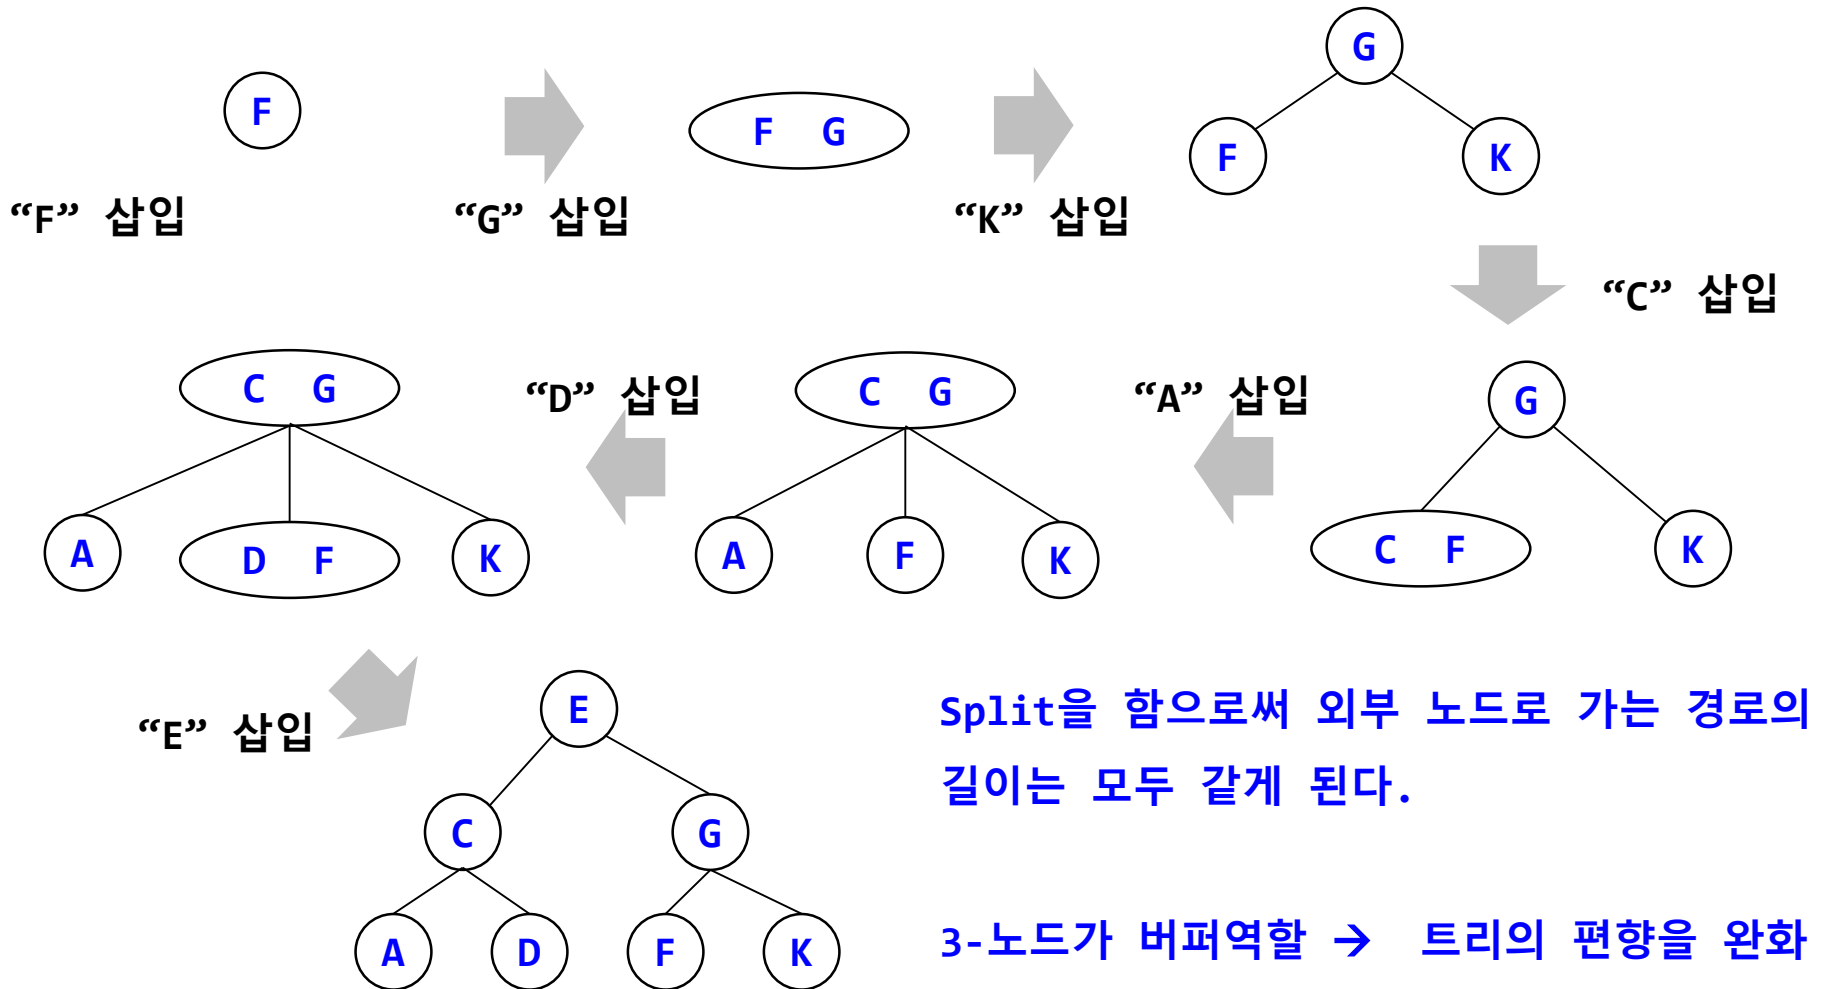 F
“F” 삽입
F G
“G” 삽입
G
F K
“K” 삽입
“C” 삽입
G
C F K
“A” 삽입
C G
A F K
“D” 삽입
C G
A D F K
“E” 삽입
E
C G
A D F K
Split을 함으로써 외부 노드로 가는 경로의
길이는 모두 같게 된다.
3-노드가 버퍼역할 → 트리의 편향을 완화